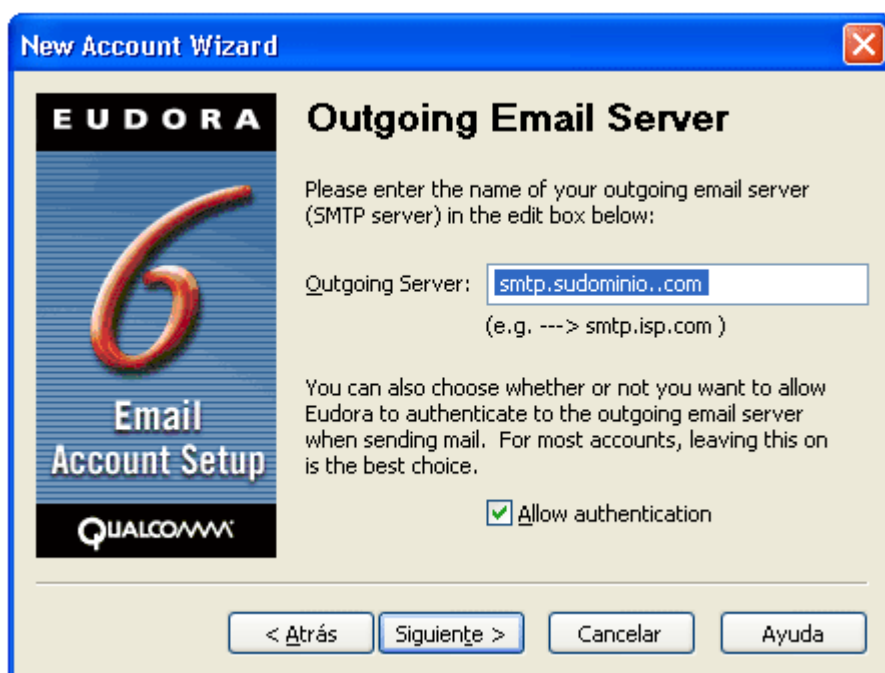 New Account Wizard
EUDORA
6
Email
Account Setup
QUALCOMM
Outgoing Email Server
Please enter the name of your outgoing email server
(SMTP server) in the edit box below:
Outgoing Server: smtp.sudominio..com
(e.g. ---> smtp.isp.com )
You can also choose whether or not you want to allow
Eudora to authenticate to the outgoing email server
when sending mail.  For most accounts, leaving this on
is the best choice.
Allow authentication
< Atrás Siguiente > Cancelar Ayuda